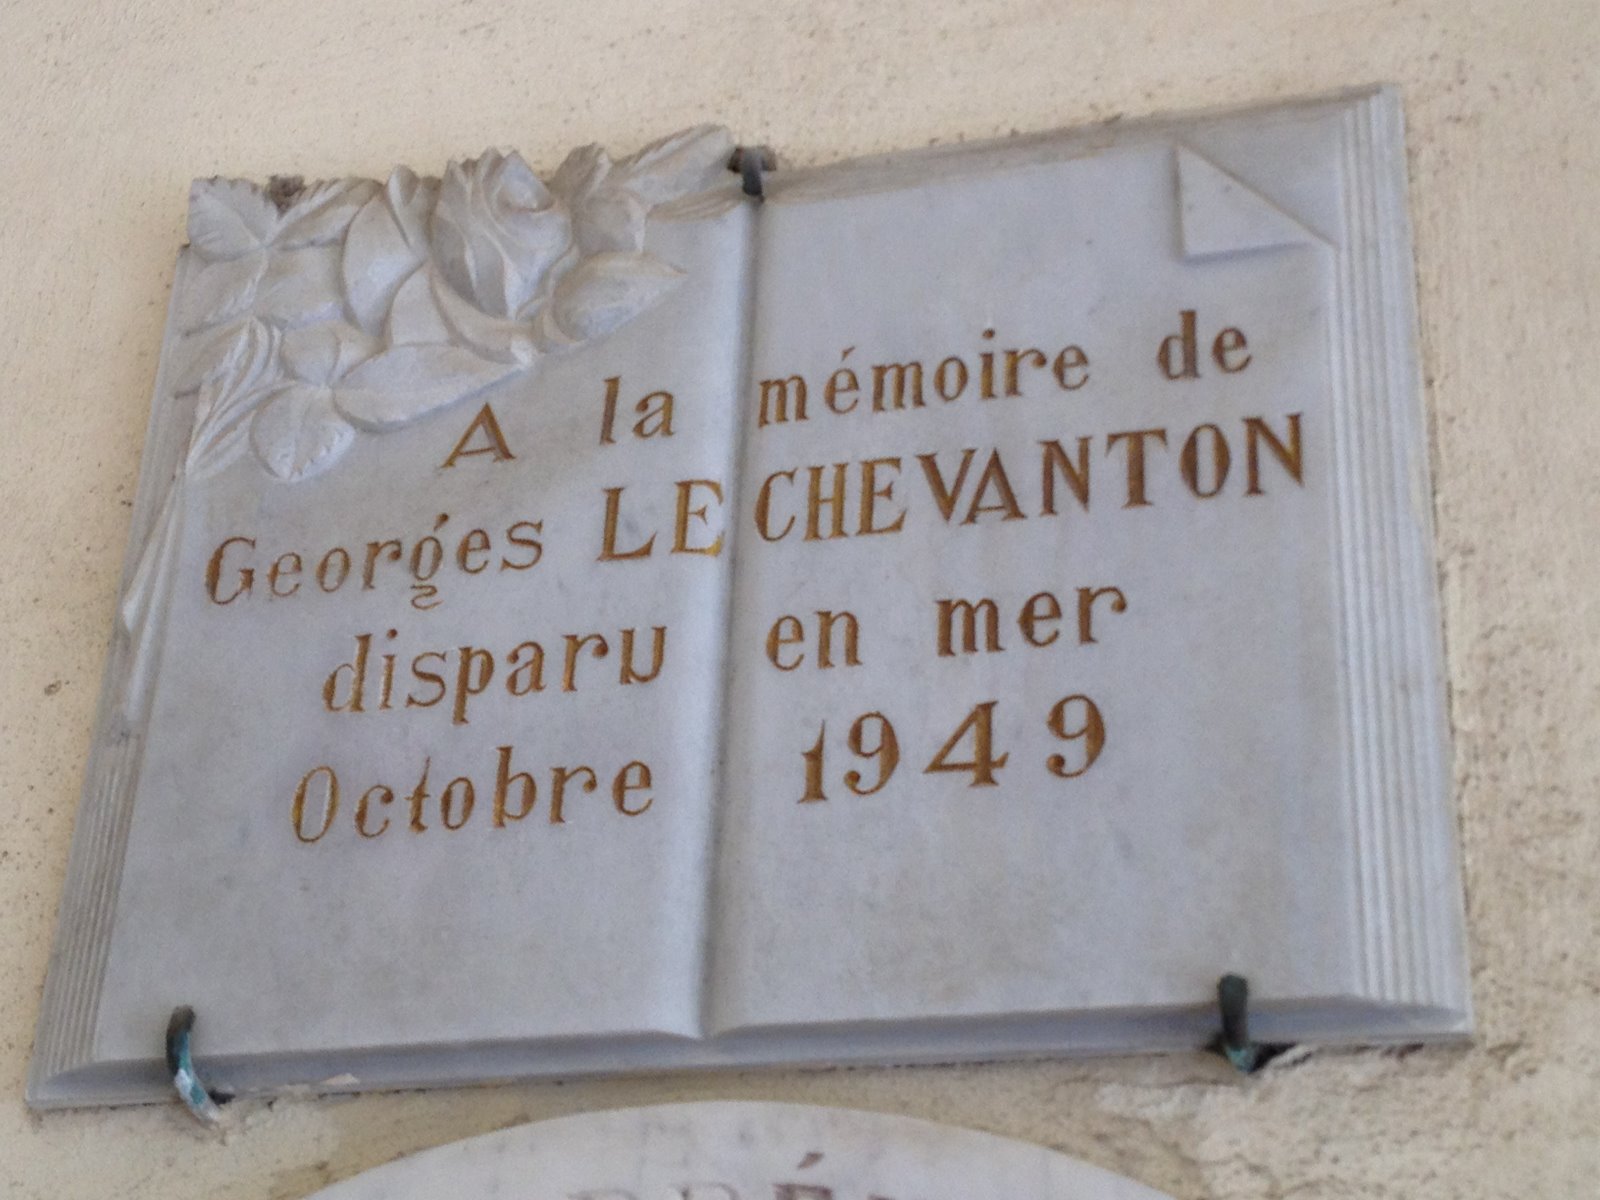 A la mémoire de
Georges LE CHEVANTON
disparu en mer
Octobre 1949